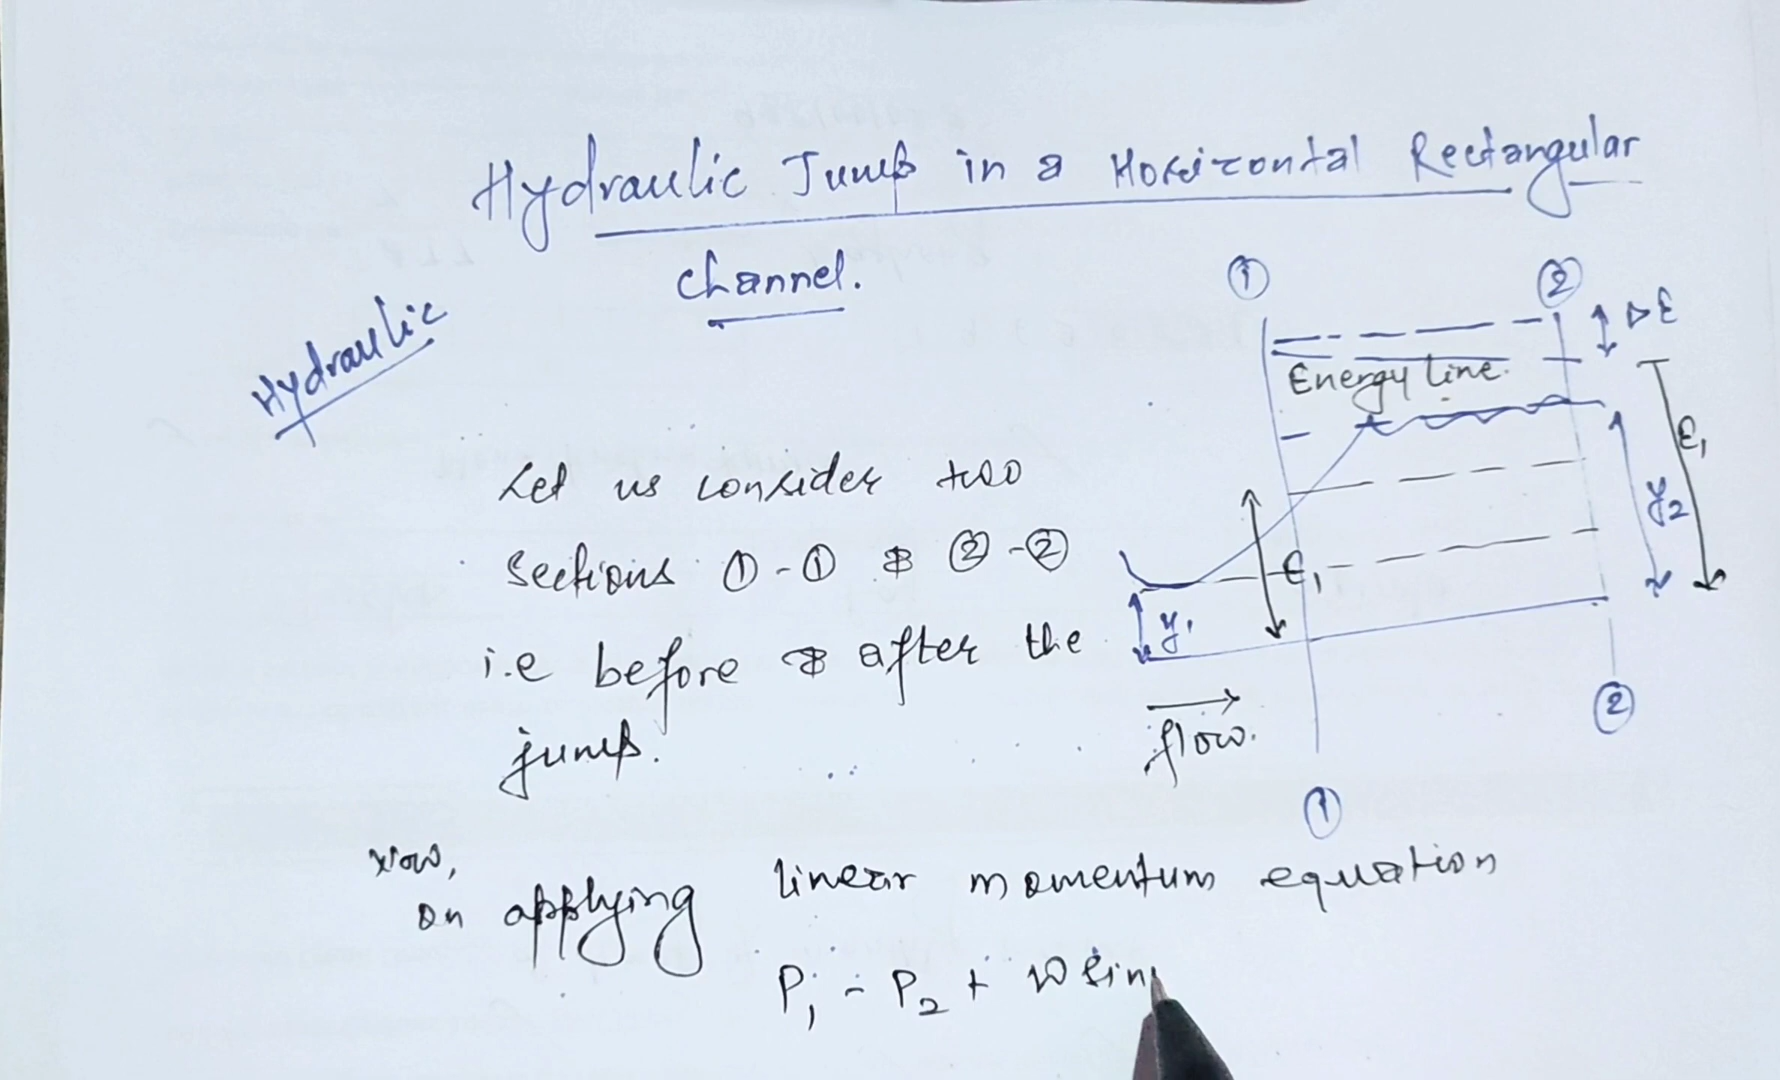 Hydraulic Jump in a Horizontal Rectangular
channel.
Hydraulic
① ②
ΔE
Energy line.
E₁
y₂
Let us consider two
sections ①-① & ②-②
E₁
i.e before & after the
y₁
jump.
flow.
②
①
Now,
on applying linear momentum equation
P₁ - P₂ + W sin